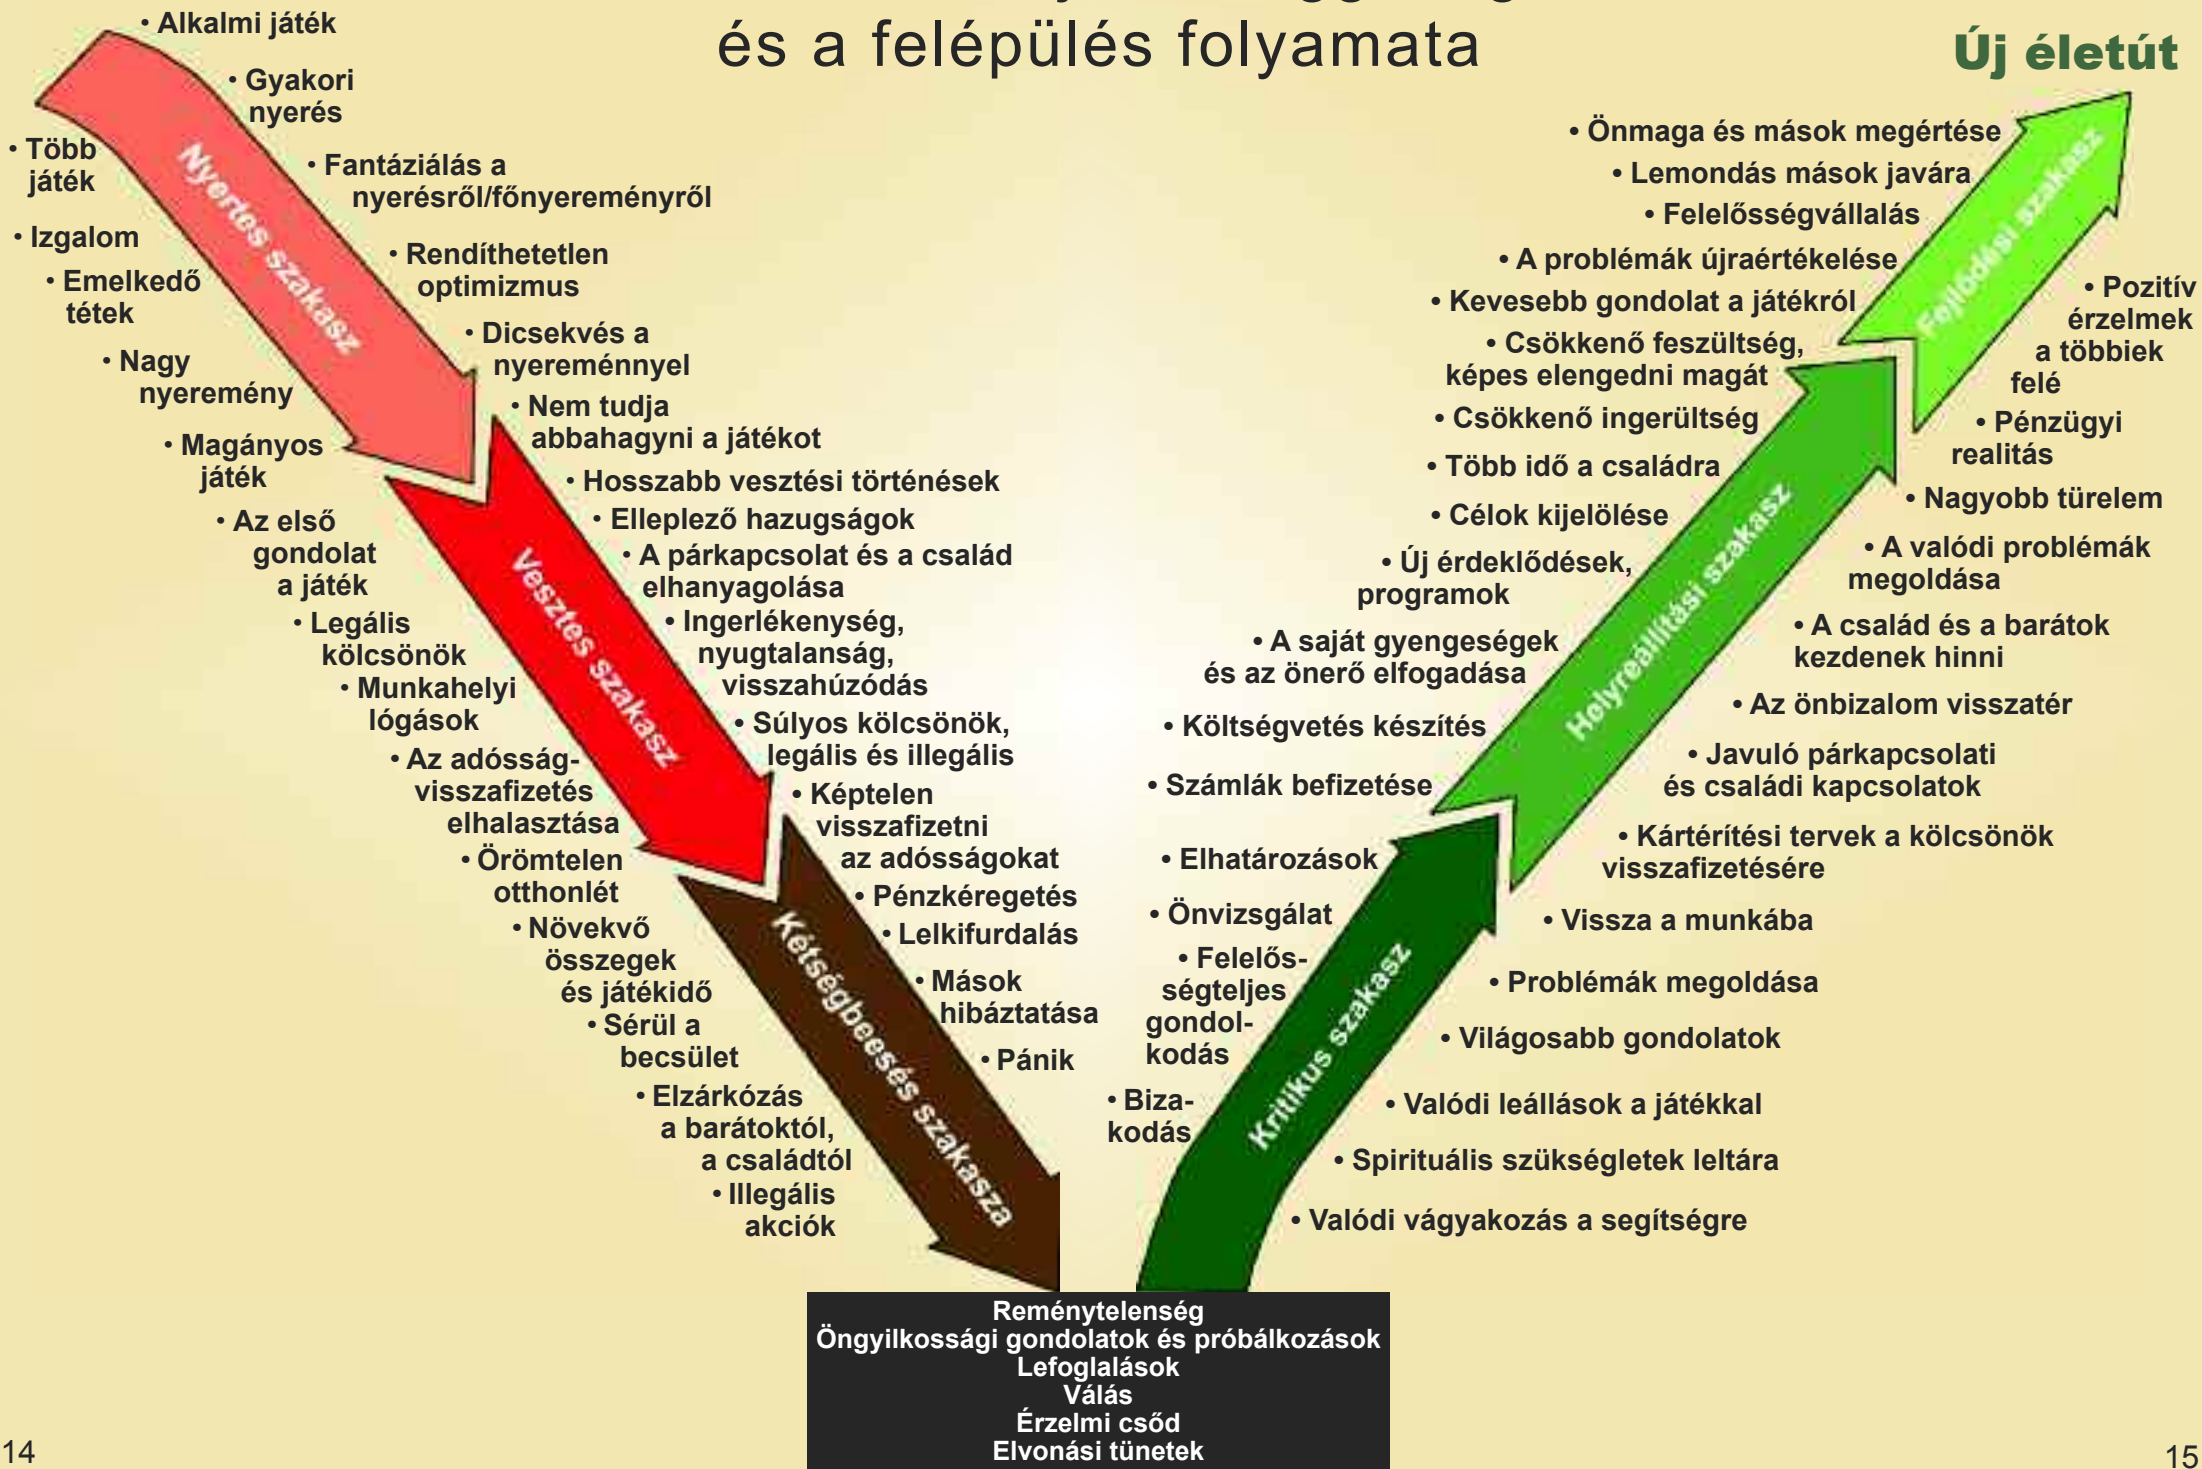 és a felépülés folyamata
Új életút
• Alkalmi játék
• Gyakori
nyerés
• Több
játék
• Fantáziálás a
nyerésről/főnyereményről
• Izgalom
• Rendíthetetlen
optimizmus
• Emelkedő
tétek
• Dicsekvés a
nyereménnyel
• Nagy
nyeremény
• Nem tudja
abbahagyni a játékot
• Magányos
játék
Nyertes szakasz
• Hosszabb vesztési történések
• Elleplező hazugságok
• Az első
gondolat
a játék
• A párkapcsolat és a család
elhanyagolása
• Legális
kölcsönök
• Ingerlékenység,
nyugtalanság,
visszahúzódás
• Munkahelyi
lógások
• Súlyos kölcsönök,
legális és illegális
• Az adósság-
visszafizetés
elhalasztása
Vesztes szakasz
• Képtelen
visszafizetni
az adósságokat
• Örömtelen
otthonlét
• Pénzkéregetés
• Lelkifurdalás
• Növekvő
összegek
és játékidő
• Mások
hibáztatása
• Sérül a
becsület
• Pánik
• Elzárkózás
a barátoktól,
a családtól
• Illegális
akciók
Kétségbeesés szakasza
Reménytelenség
Öngyilkossági gondolatok és próbálkozások
Lefoglalások
Válás
Érzelmi csőd
Elvonási tünetek
• Önmaga és mások megértése
• Lemondás mások javára
• Felelősségvállalás
• A problémák újraértékelése
• Kevesebb gondolat a játékról
• Csökkenő feszültség,
képes elengedni magát
• Csökkenő ingerültség
• Több idő a családra
• Célok kijelölése
• Új érdeklődések,
programok
• A saját gyengeségek
és az önerő elfogadása
• Költségvetés készítés
• Számlák befizetése
• Elhatározások
• Önvizsgálat
• Felelős-
ségteljes
gondol-
kodás
• Biza-
kodás
Fejlődési szakasz
Helyreállítási szakasz
Kritikus szakasz
• Pozitív
érzelmek
a többiek
felé
• Pénzügyi
realitás
• Nagyobb türelem
• A valódi problémák
megoldása
• A család és a barátok
kezdenek hinni
• Az önbizalom visszatér
• Javuló párkapcsolati
és családi kapcsolatok
• Kártérítési tervek a kölcsönök
visszafizetésére
• Vissza a munkába
• Problémák megoldása
• Világosabb gondolatok
• Valódi leállások a játékkal
• Spirituális szükségletek leltára
• Valódi vágyakozás a segítségre
14
15